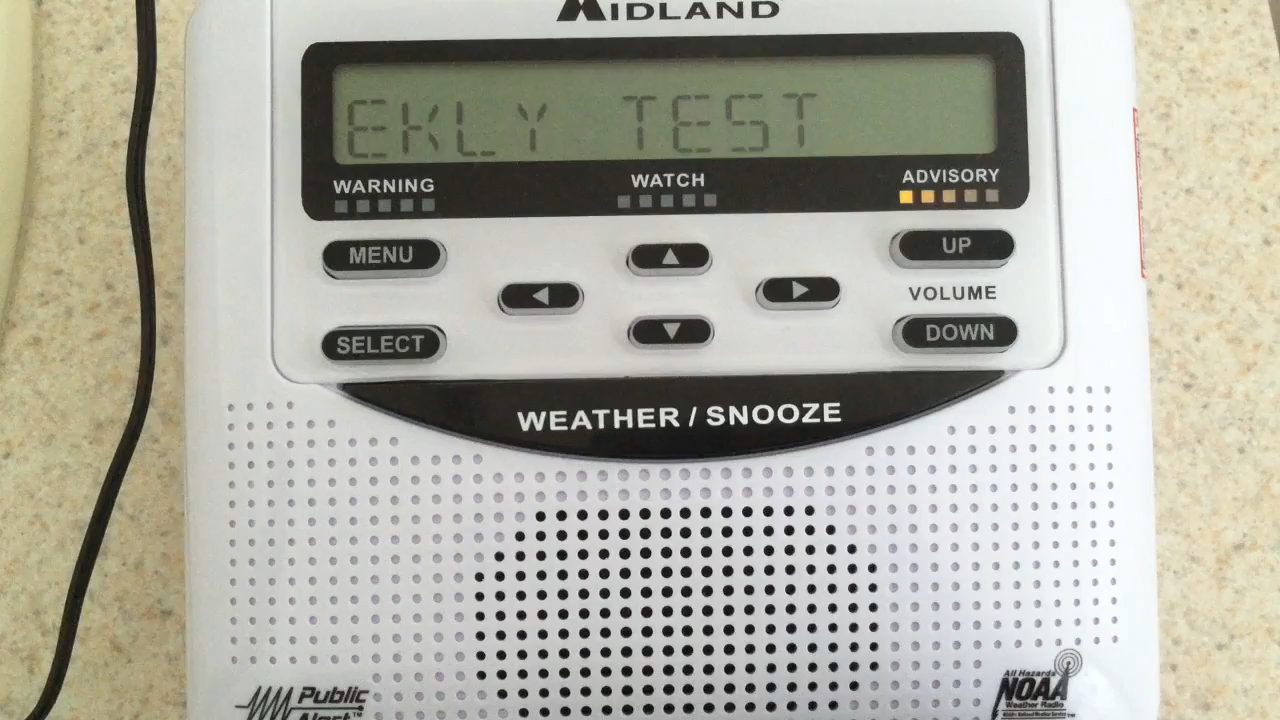 MIDLAND
EKLY TEST
WARNING
WATCH
ADVISORY
MENU
UP
VOLUME
SELECT
DOWN
WEATHER / SNOOZE
Public
Alert™
All Hazards
NOAA
Weather Radio